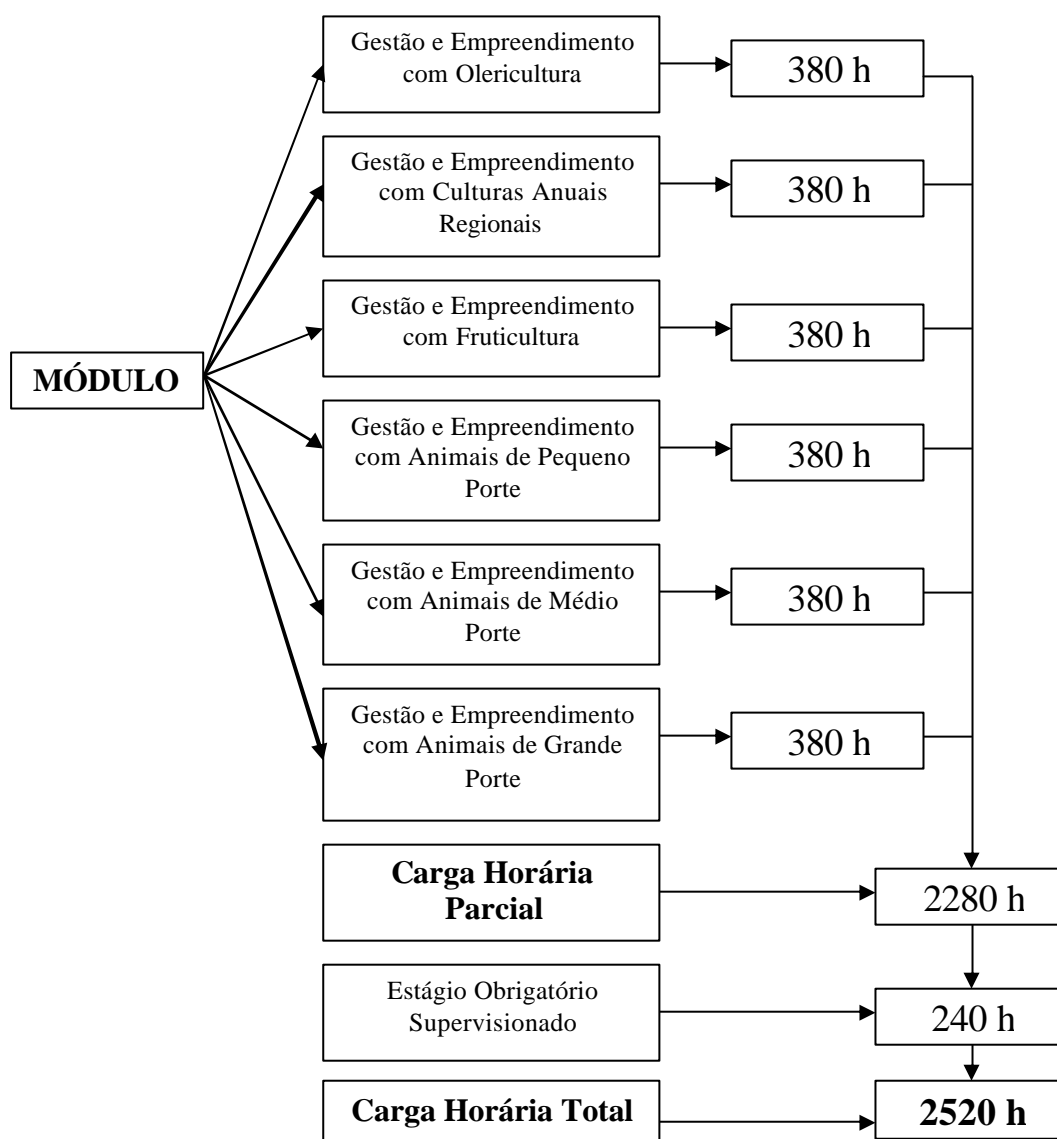 Gestão e Empreendimento
com Olericultura
380 h
Gestão e Empreendimento
com Culturas Anuais
Regionais
380 h
Gestão e Empreendimento
com Fruticultura
380 h
MÓDULO
Gestão e Empreendimento
com Animais de Pequeno
Porte
380 h
Gestão e Empreendimento
com Animais de Médio
Porte
380 h
Gestão e Empreendimento
com Animais de Grande
Porte
380 h
Carga Horária
Parcial
2280 h
Estágio Obrigatório
Supervisionado
240 h
Carga Horária Total
2520 h